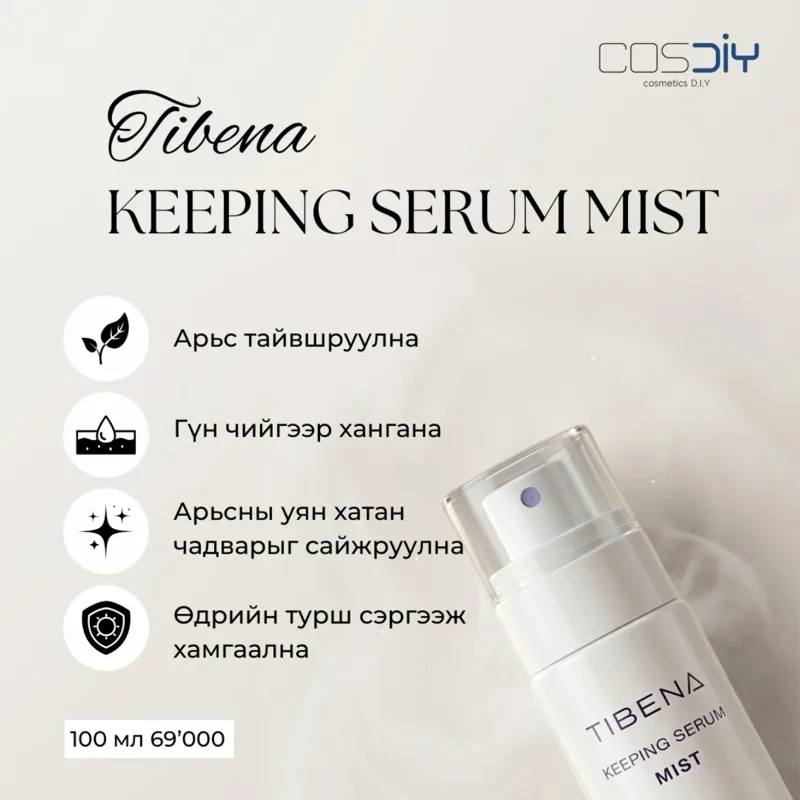 COSDiY
cosmetics D.I.Y
Tibena
KEEPING SERUM MIST
Арьс тайвшруулна
Гүн чийгээр хангана
Арьсны уян хатан
чадварыг сайжруулна
Өдрийн турш сэргээж
хамгаална
100 мл 69’000
TIBENA
KEEPING SERUM
MIST